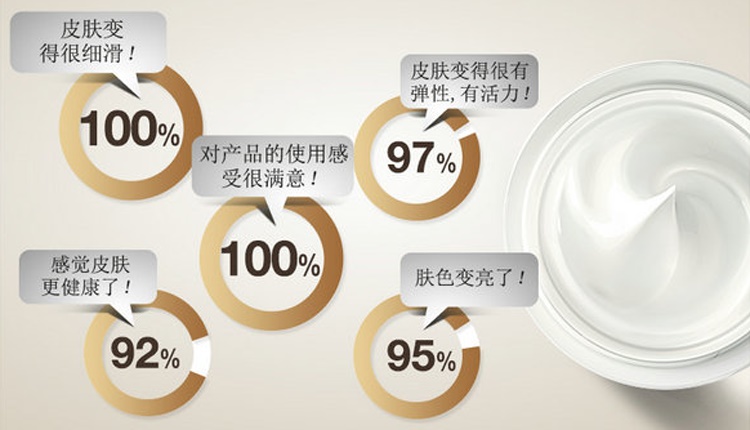 皮肤变
得很细滑！
100%
皮肤变得很有
弹性,有活力！
97%
对产品的使用感
受很满意！
100%
感觉皮肤
更健康了！
92%
肤色变亮了！
95%